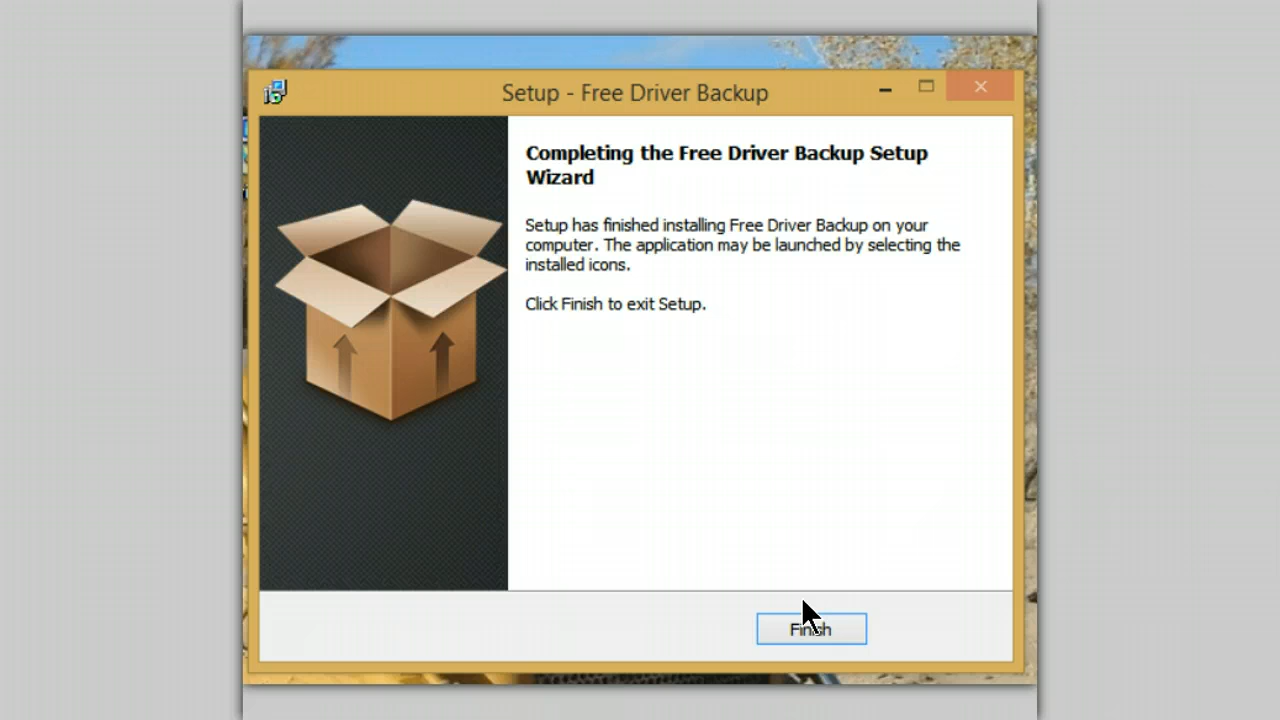 Setup - Free Driver Backup
Completing the Free Driver Backup Setup
Wizard
Setup has finished installing Free Driver Backup on your
computer. The application may be launched by selecting the
installed icons.
Click Finish to exit Setup.
Finish